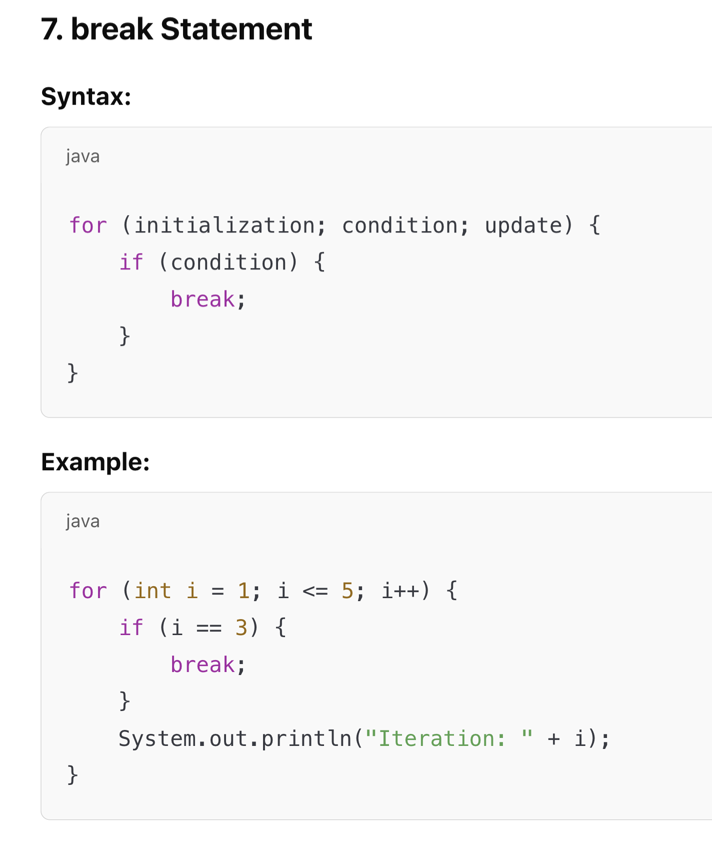 7. break Statement
Syntax:
java
for (initialization; condition; update) {
    if (condition) {
        break;
    }
}
Example:
java
for (int i = 1; i <= 5; i++) {
    if (i == 3) {
        break;
    }
    System.out.println("Iteration: " + i);
}